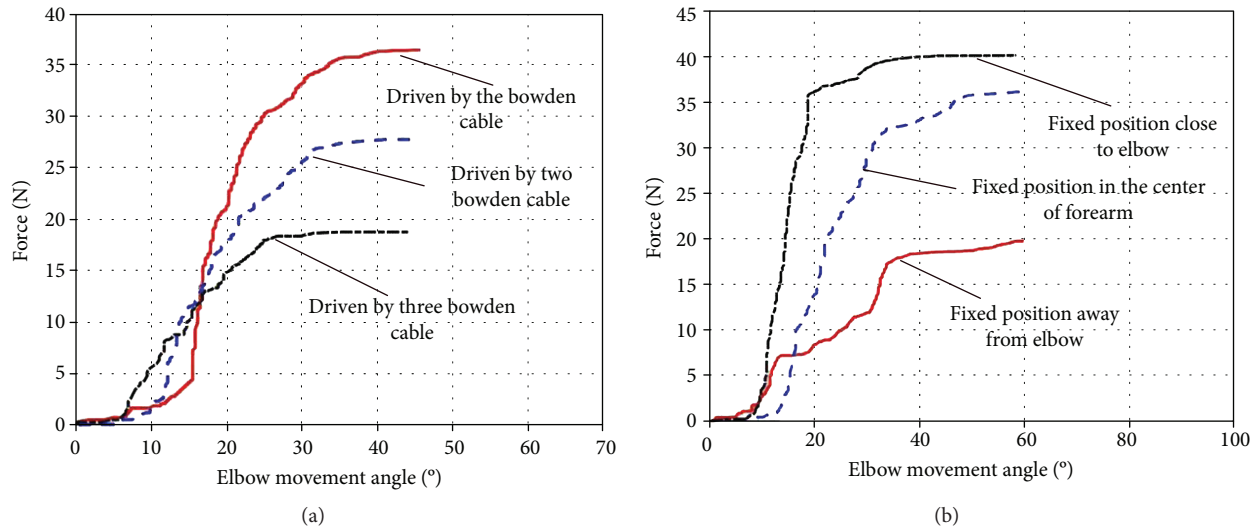 40
35
30
25
20
15
10
5
0
Force (N)
0 10 20 30 40 50 60 70
Elbow movement angle (°)
Driven by the bowden
cable
Driven by two
bowden cable
Driven by three bowden
cable
(a)
45
40
35
30
25
20
15
10
5
0
Force (N)
0 20 40 60 80 100
Elbow movement angle (°)
Fixed position close
to elbow
Fixed position in the center
of forearm
Fixed position away
from elbow
(b)